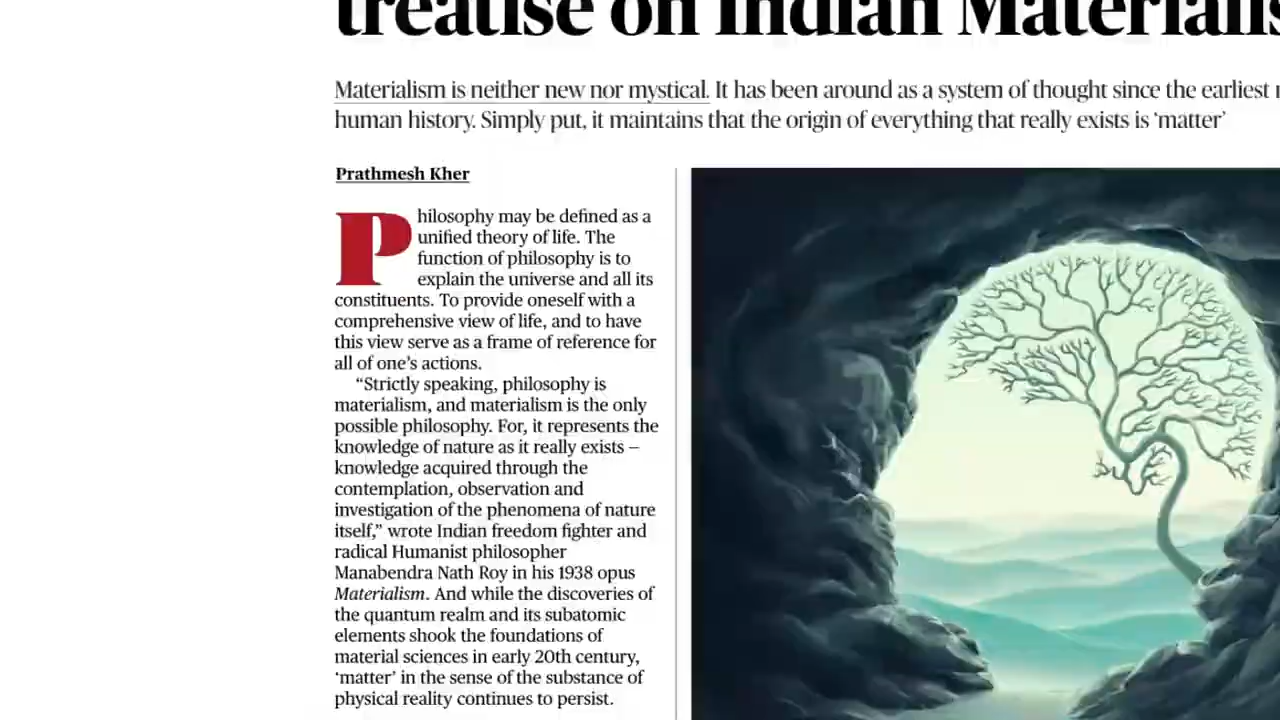 treatise on Indian
Materialism is neither new nor mystical. It has been around as a system of thought since the earliest
human history. Simply put, it maintains that the origin of everything that really exists is ‘matter’
Prathmesh Kher
Philosophy may be defined as a
unified theory of life. The
function of philosophy is to
explain the universe and all its
constituents. To provide oneself with a
comprehensive view of life, and to have
this view serve as a frame of reference for
all of one’s actions.
“Strictly speaking, philosophy is
materialism, and materialism is the only
possible philosophy. For, it represents the
knowledge of nature as it really exists –
knowledge acquired through the
contemplation, observation and
investigation of the phenomena of nature
itself,” wrote Indian freedom fighter and
radical Humanist philosopher
Manabendra Nath Roy in his 1938 opus
Materialism. And while the discoveries of
the quantum realm and its subatomic
elements shook the foundations of
material sciences in early 20th century,
‘matter’ in the sense of the substance of
physical reality continues to persist.